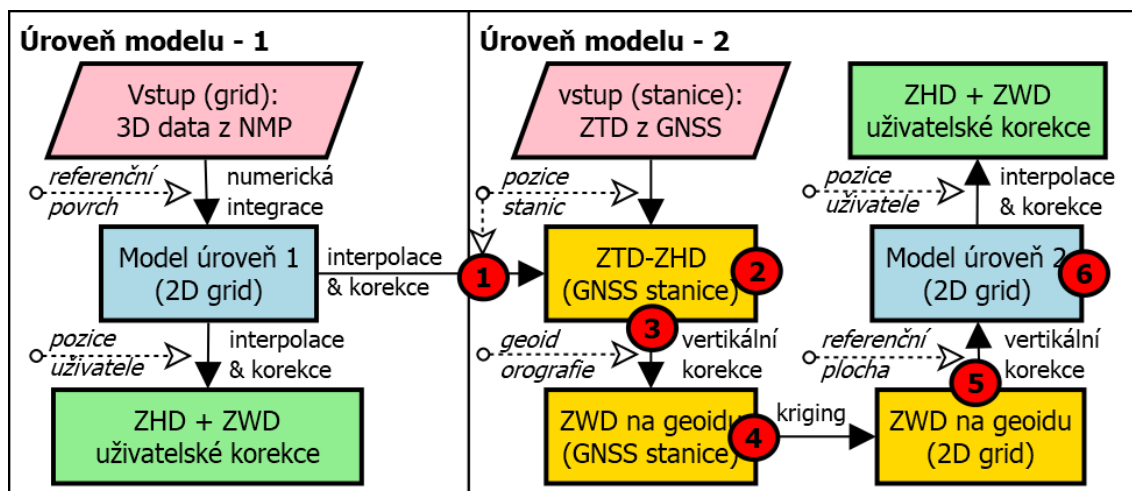 Úroveň modelu - 1
Vstup (grid):
3D data z NMP
referenční
povrch
numerická
integrace
Model úroveň 1
(2D grid)
interpolace
& korekce
pozice
uživatele
interpolace
& korekce
ZHD + ZWD
uživatelské korekce
Úroveň modelu - 2
vstup (stanice):
ZTD z GNSS
pozice
stanic
1
ZTD-ZHD
(GNSS stanice)
2
3
geoid
orografie
vertikální
korekce
ZWD na geoidu
(GNSS stanice)
4
kriging
ZWD na geoidu
(2D grid)
5
referenční
plocha
vertikální
korekce
Model úroveň 2
(2D grid)
6
pozice
uživatele
interpolace
& korekce
ZHD + ZWD
uživatelské korekce